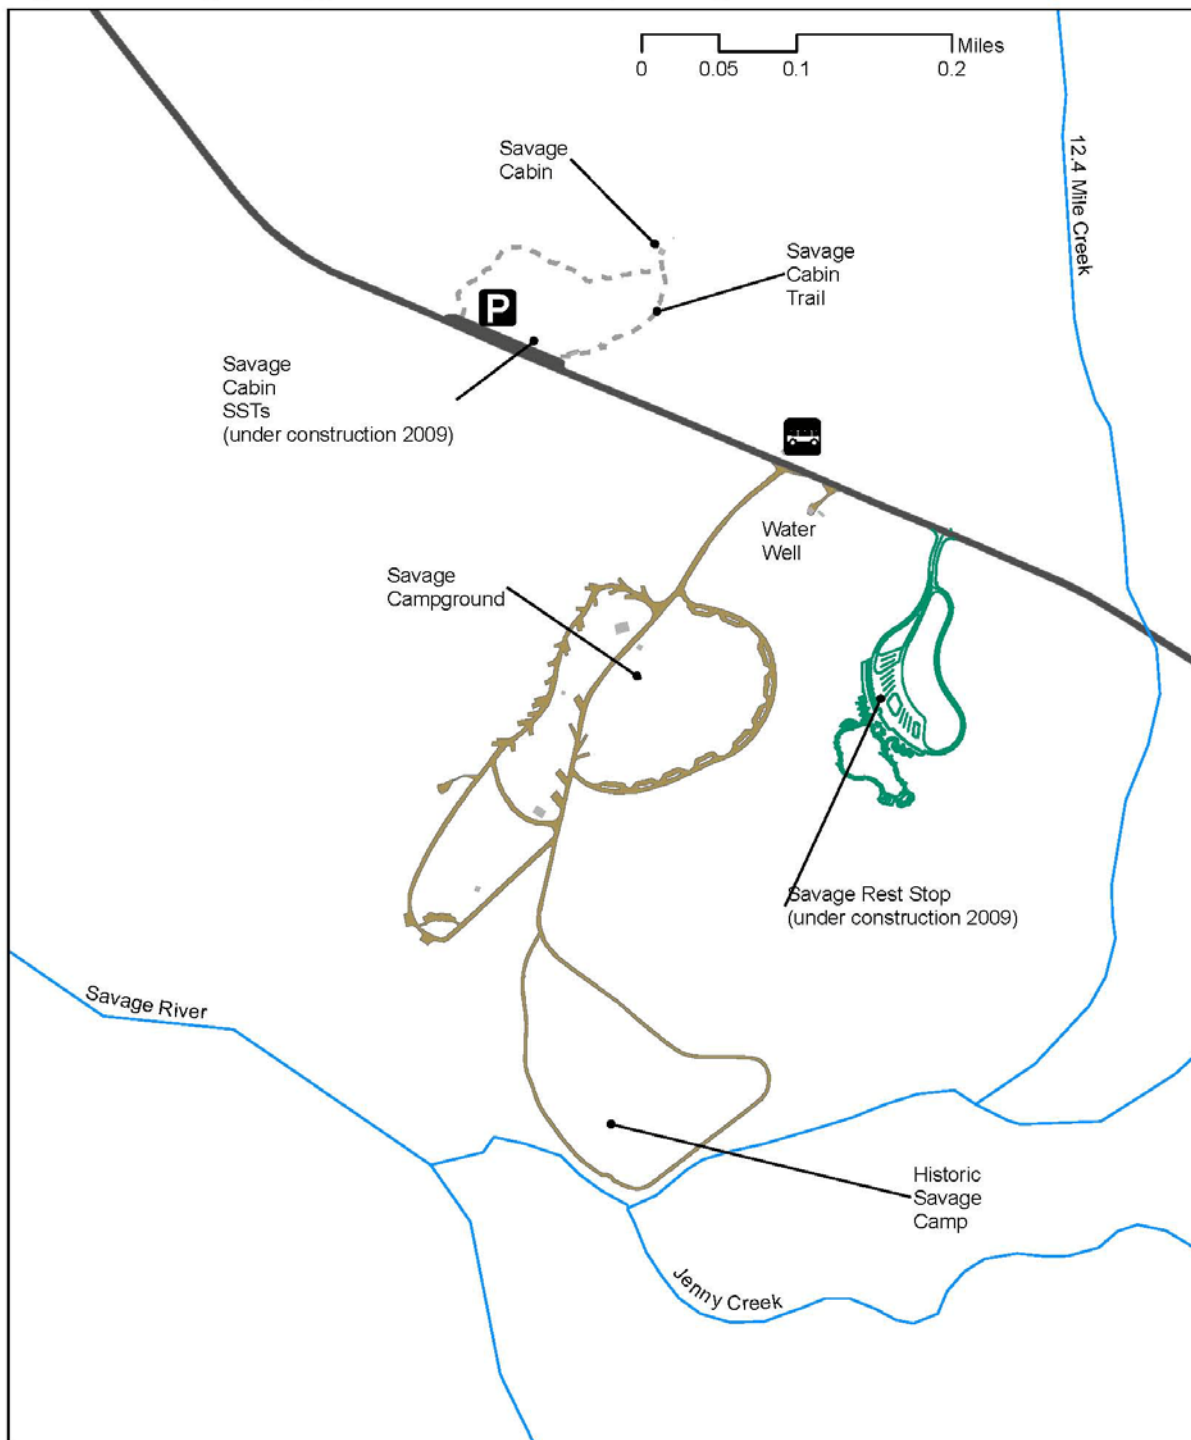 Miles
0 0.05 0.1 0.2
12.4 Mile Creek
Savage
Cabin
Savage
Cabin
Trail
P
Savage
Cabin
SSTs
(under construction 2009)
Water
Well
Savage
Campground
Savage Rest Stop
(under construction 2009)
Savage River
Historic
Savage
Camp
Jenny Creek